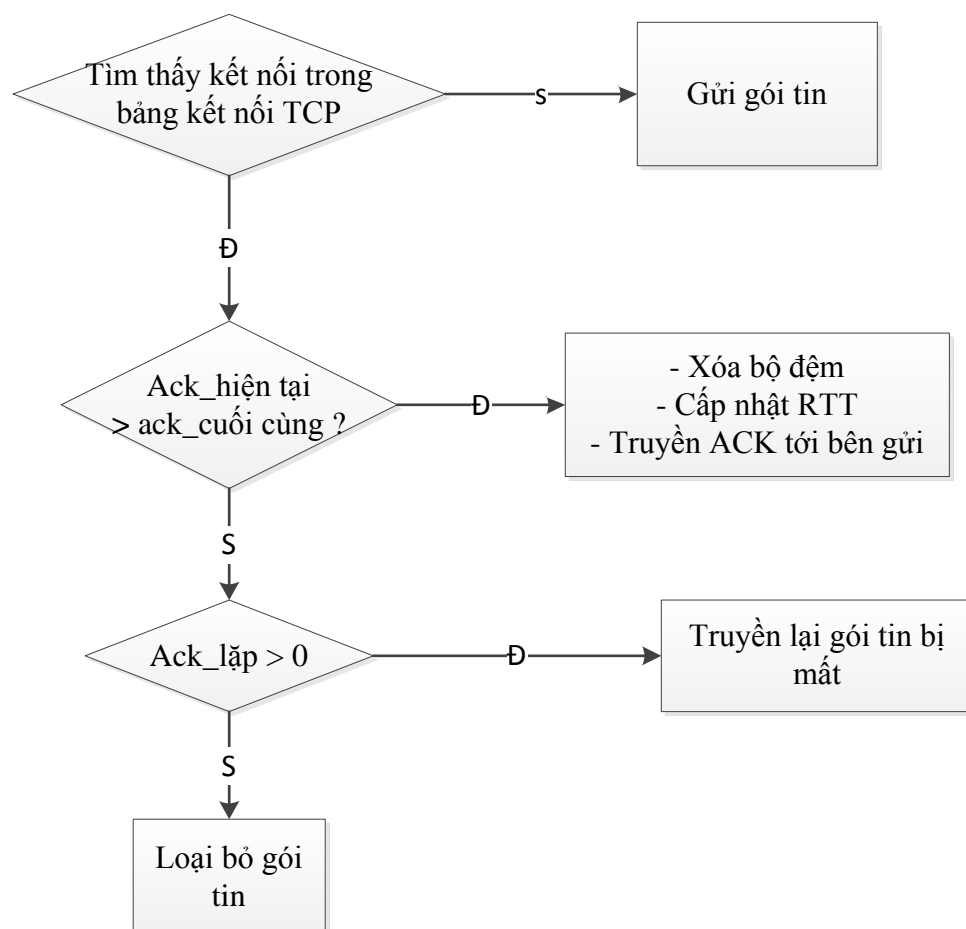 Tìm thấy kết nối trong
bảng kết nối TCP
s
Gửi gói tin
Đ
Ack_hiện tại
> ack_cuối cùng ?
Đ
- Xóa bộ đệm
- Cấp nhật RTT
- Truyền ACK tới bên gửi
S
Ack_lặp > 0
Đ
Truyền lại gói tin bị
mất
S
Loại bỏ gói
tin